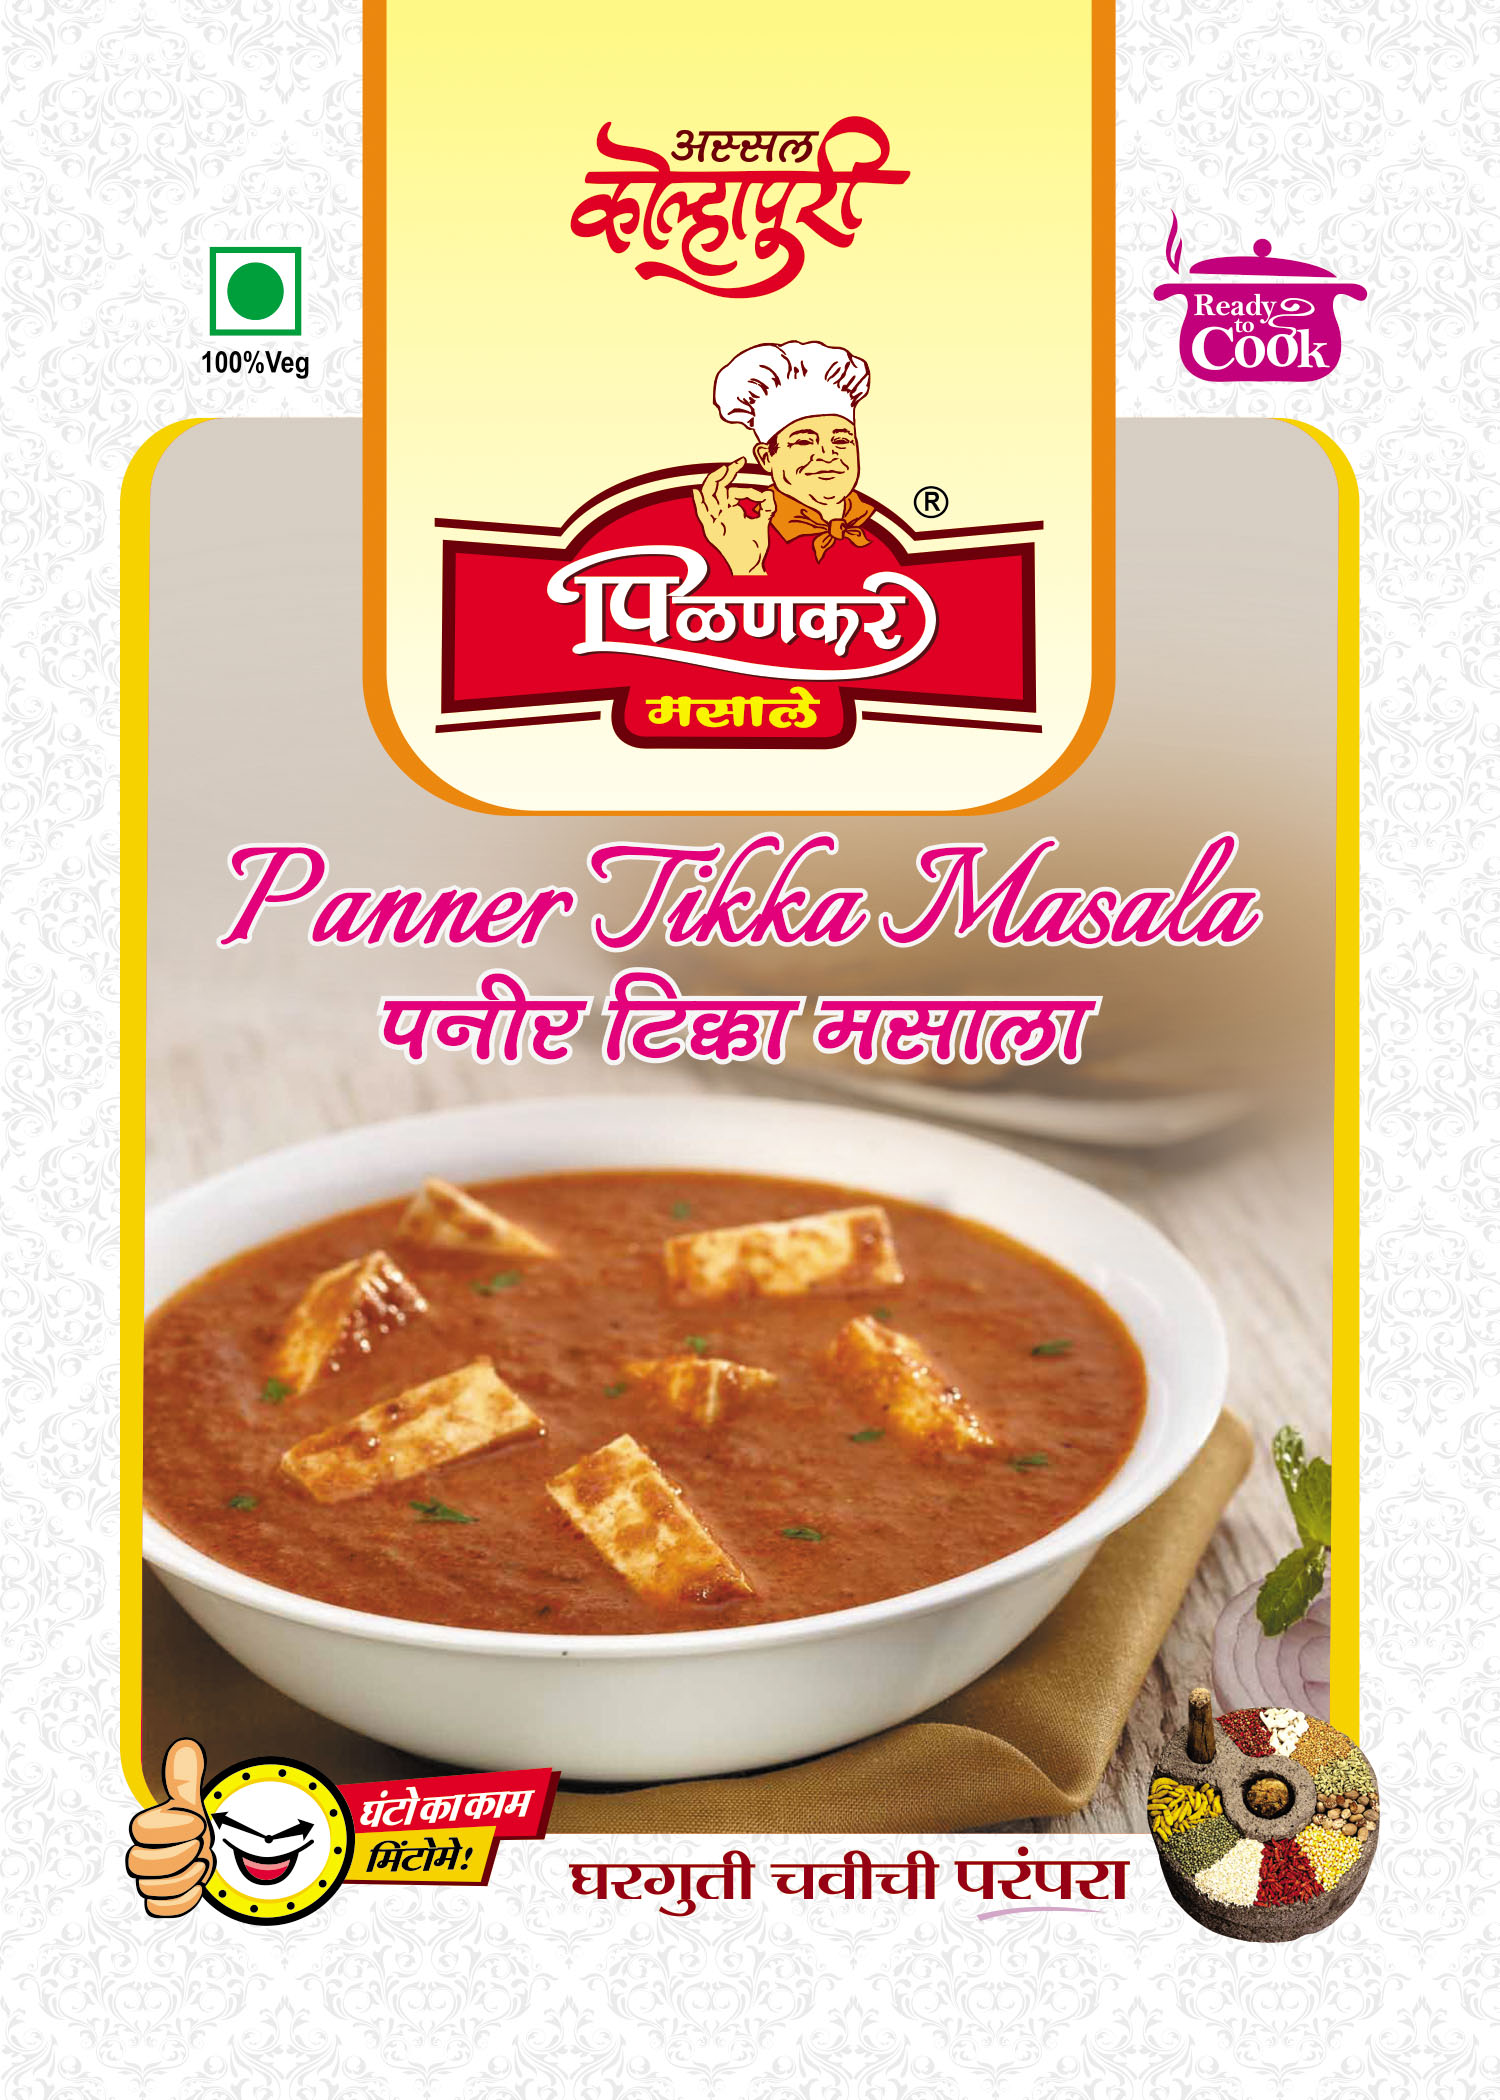 अस्सल
कोल्हापुरी
100%Veg
Ready
to
Cook
®
पिळणकर
मसाले
Panner Tikka Masala
पनीर टिक्का मसाला
घंटो का काम
मिंटोमे!
घरगुती चवीची परंपरा